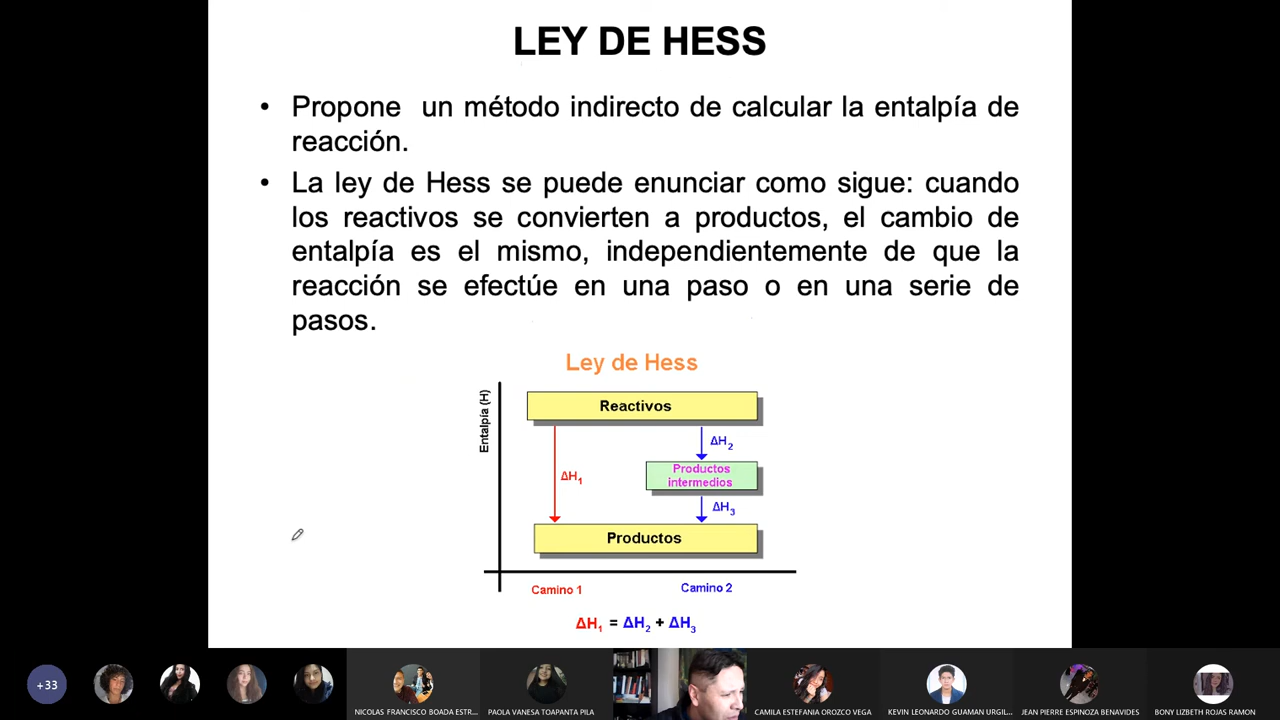 LEY DE HESS
• Propone un método indirecto de calcular la entalpía de
reacción.
• La ley de Hess se puede enunciar como sigue: cuando
los reactivos se convierten a productos, el cambio de
entalpía es el mismo, independientemente de que la
reacción se efectúe en una paso o en una serie de
pasos.
Ley de Hess
Entalpía (H)
Reactivos
ΔH₂
ΔH₁
Productos
intermedios
ΔH₃
Productos
Camino 1
Camino 2
ΔH₁ = ΔH₂ + ΔH₃
+33
NICOLAS FRANCISCO BOADA ESTR...
PAOLA VANESA TOAPANTA PILA
CAMILA ESTEFANIA OROZCO VEGA
KEVIN LEONARDO GUAMAN URGIL...
JEAN PIERRE ESPINOZA BENAVIDES
BONY LIZBETH ROJAS RAMON